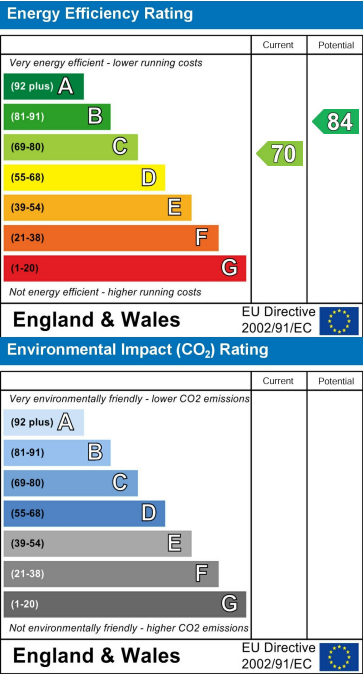 Energy Efficiency Rating
Current Potential
Very energy efficient - lower running costs
(92 plus) A
(81-91) B
84
(69-80) C
70
(55-68) D
(39-54) E
(21-38) F
(1-20) G
Not energy efficient - higher running costs
England & Wales
EU Directive
2002/91/EC
Environmental Impact (CO₂) Rating
Current Potential
Very environmentally friendly - lower CO2 emissions
(92 plus) A
(81-91) B
(69-80) C
(55-68) D
(39-54) E
(21-38) F
(1-20) G
Not environmentally friendly - higher CO2 emissions
England & Wales
EU Directive
2002/91/EC